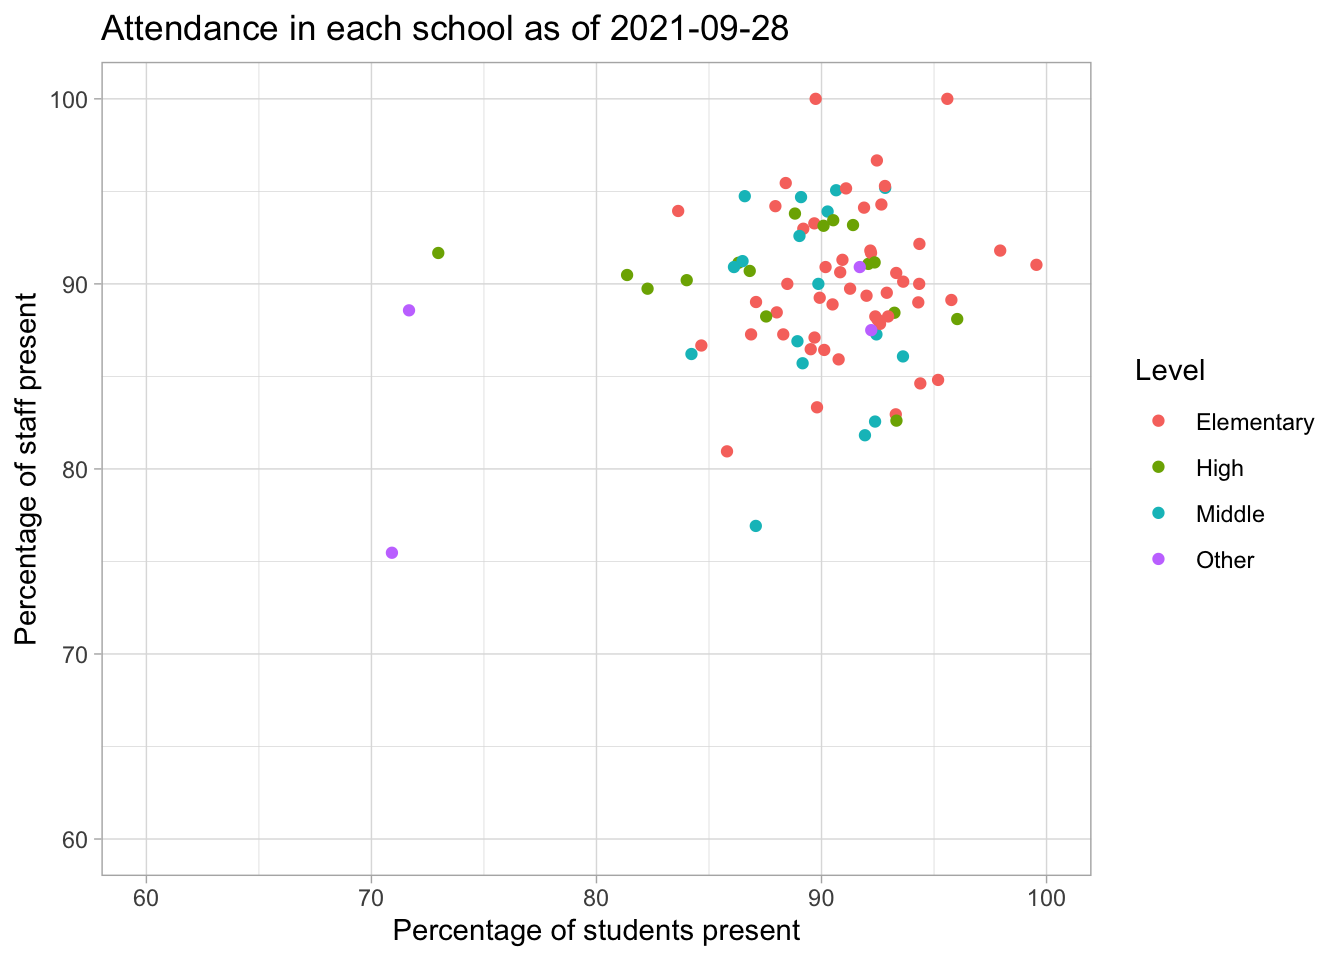 Attendance in each school as of 2021-09-28
Percentage of staff present
100
90
80
70
60
60 70 80 90 100
Percentage of students present
Level
Elementary
High
Middle
Other